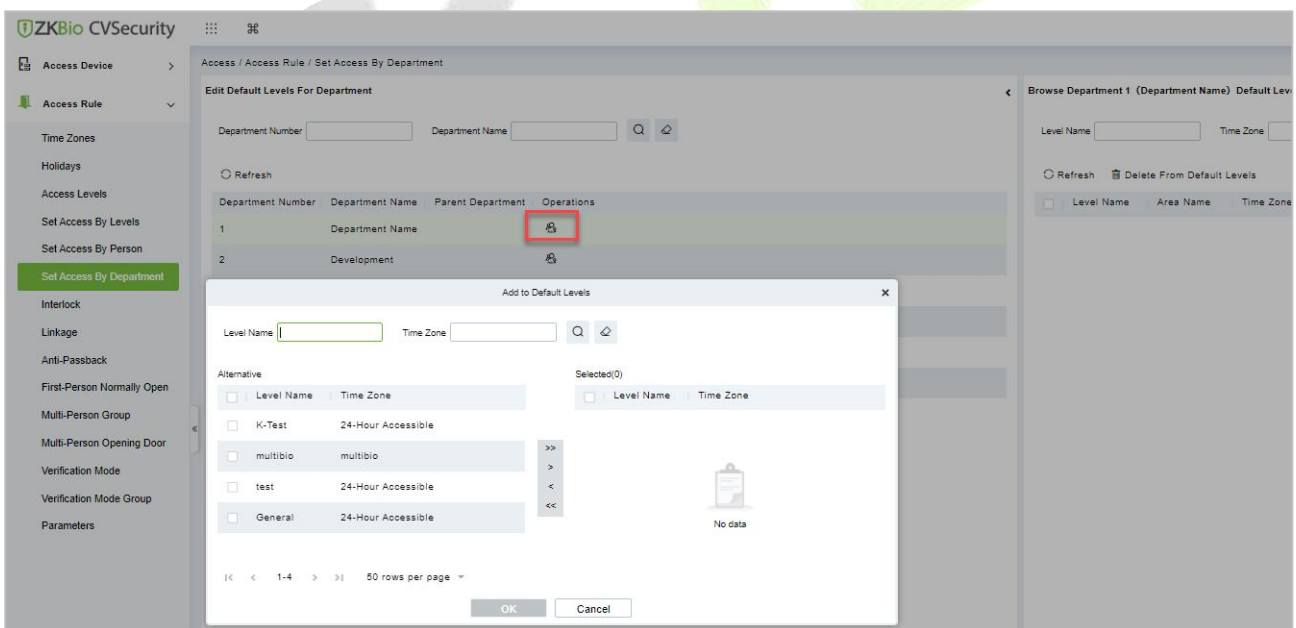 ZKBio CVSecurity
Access Device
Access Rule
Time Zones
Holidays
Access Levels
Set Access By Levels
Set Access By Person
Set Access By Department
Interlock
Linkage
Anti-Passback
First-Person Normally Open
Multi-Person Group
Multi-Person Opening Door
Verification Mode
Verification Mode Group
Parameters
Access / Access Rule / Set Access By Department
Edit Default Levels For Department
Department Number Department Name
Refresh
Department Number Department Name Parent Department Operations
1 Department Name
2 Development
Browse Department 1 (Department Name) Default Lev
Level Name Time Zone
Refresh Delete From Default Levels
Level Name Area Name Time Zone
Add to Default Levels
Level Name Time Zone
Alternative
Level Name Time Zone
K-Test 24-Hour Accessible
multibio multibio
test 24-Hour Accessible
General 24-Hour Accessible
>>
>
<
<<
Selected(0)
Level Name Time Zone
No data
|< < 1-4 > >| 50 rows per page
OK Cancel